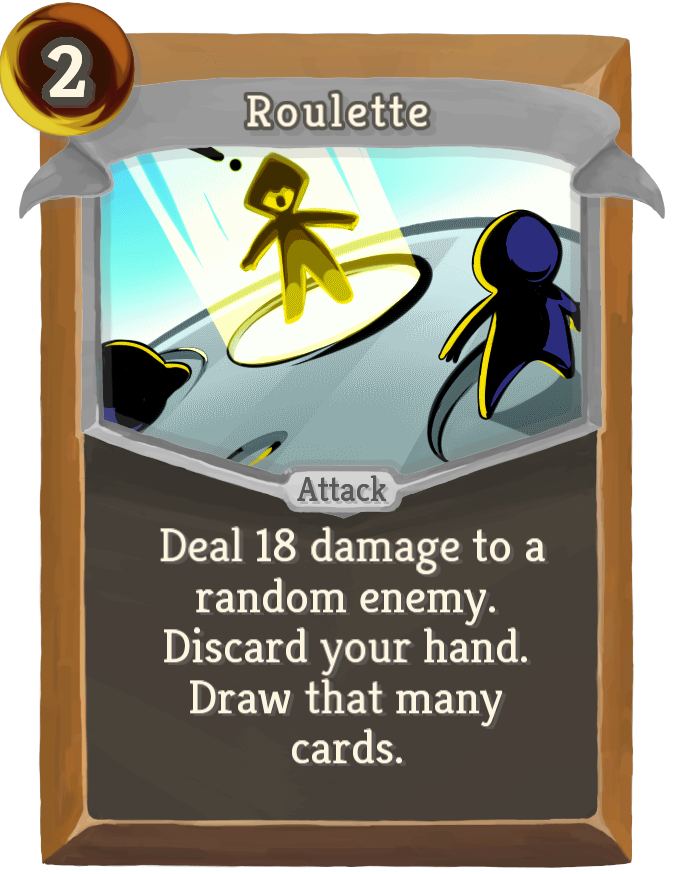 2
Roulette
Attack
Deal 18 damage to a
random enemy.
Discard your hand.
Draw that many
cards.